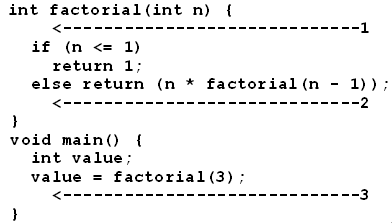 int factorial(int n) {
<-----------------------------1
if (n <= 1)
return 1;
else return (n * factorial(n - 1));
<-----------------------------2
}
void main() {
int value;
value = factorial(3);
<-----------------------------3
}